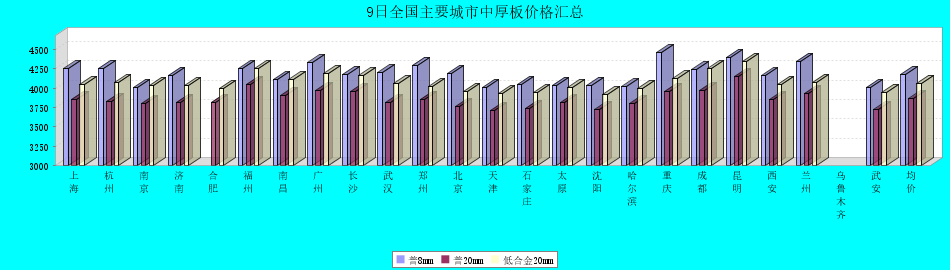 9日全国主要城市中厚板价格汇总
4500
4250
4000
3750
3500
3250
3000
上海
杭州
南京
济南
合肥
福州
南昌
广州
长沙
武汉
郑州
北京
天津
石家庄
太原
沈阳
哈尔滨
重庆
成都
昆明
西安
兰州
乌鲁木齐
武安
均价
普8mm
普20mm
低合金20mm